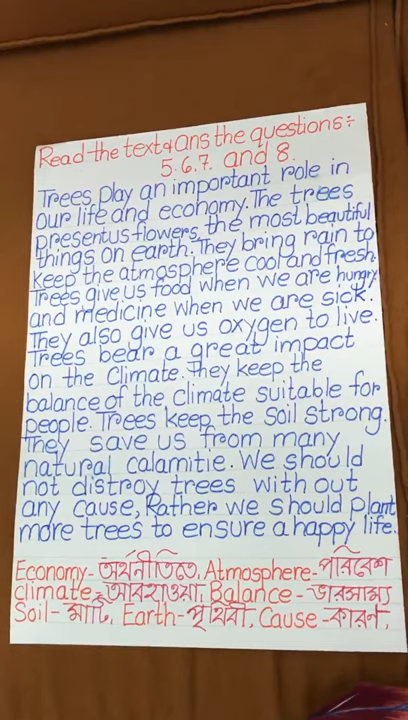 Read the text & ans the questions:-
5.6.7. and 8.
Trees play an important role in
our life and economy. The trees
present us flowers, the most beautiful
things on earth. They bring rain to
keep the atmosphere cool and fresh.
Trees give us food when we are hungry
and medicine when we are sick.
They also give us oxygen to live.
Trees bear a great impact
on the climate. They keep the
balance of the climate suitable for
people. Trees keep the soil strong.
They save us from many
natural calamitie. We should
not distroy trees with out
any cause, Rather we should plant
more trees to ensure a happy life.
Economy- অর্থনীতিতে, Atmosphere- পরিবেশ
climate- আবহাওয়া, Balance - ভারসাম্য
Soil- মাটি, Earth- পৃথিবী, Cause -কারণ,